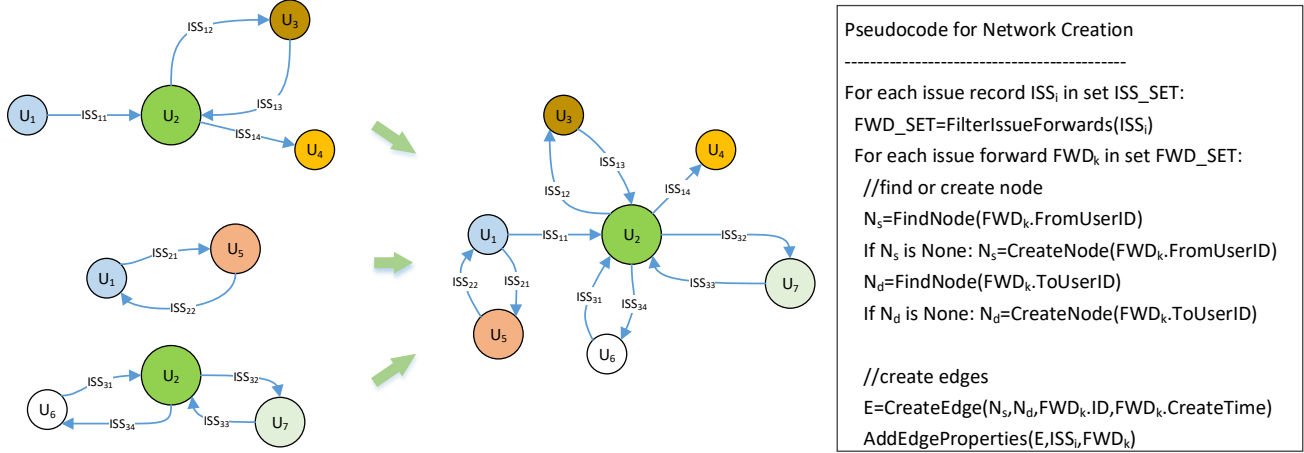 U3
ISS12
ISS13
U1
ISS11
U2
ISS14
U4
ISS21
U5
U1
ISS22
U2
ISS31
ISS32
U6
ISS34
ISS33
U7
U3
ISS13
U4
ISS12
ISS14
U1
ISS11
U2
ISS32
ISS22
ISS21
ISS31
ISS34
ISS33
U7
U5
U6
Pseudocode for Network Creation
--------------------------------------------
For each issue record ISSi in set ISS_SET:
FWD_SET=FilterIssueForwards(ISSi)
For each issue forward FWDk in set FWD_SET:
//find or create node
Ns=FindNode(FWDk.FromUserID)
If Ns is None: Ns=CreateNode(FWDk.FromUserID)
Nd=FindNode(FWDk.ToUserID)
If Nd is None: Nd=CreateNode(FWDk.ToUserID)
//create edges
E=CreateEdge(Ns,Nd,FWDk.ID,FWDk.CreateTime)
AddEdgeProperties(E,ISSi,FWDk)